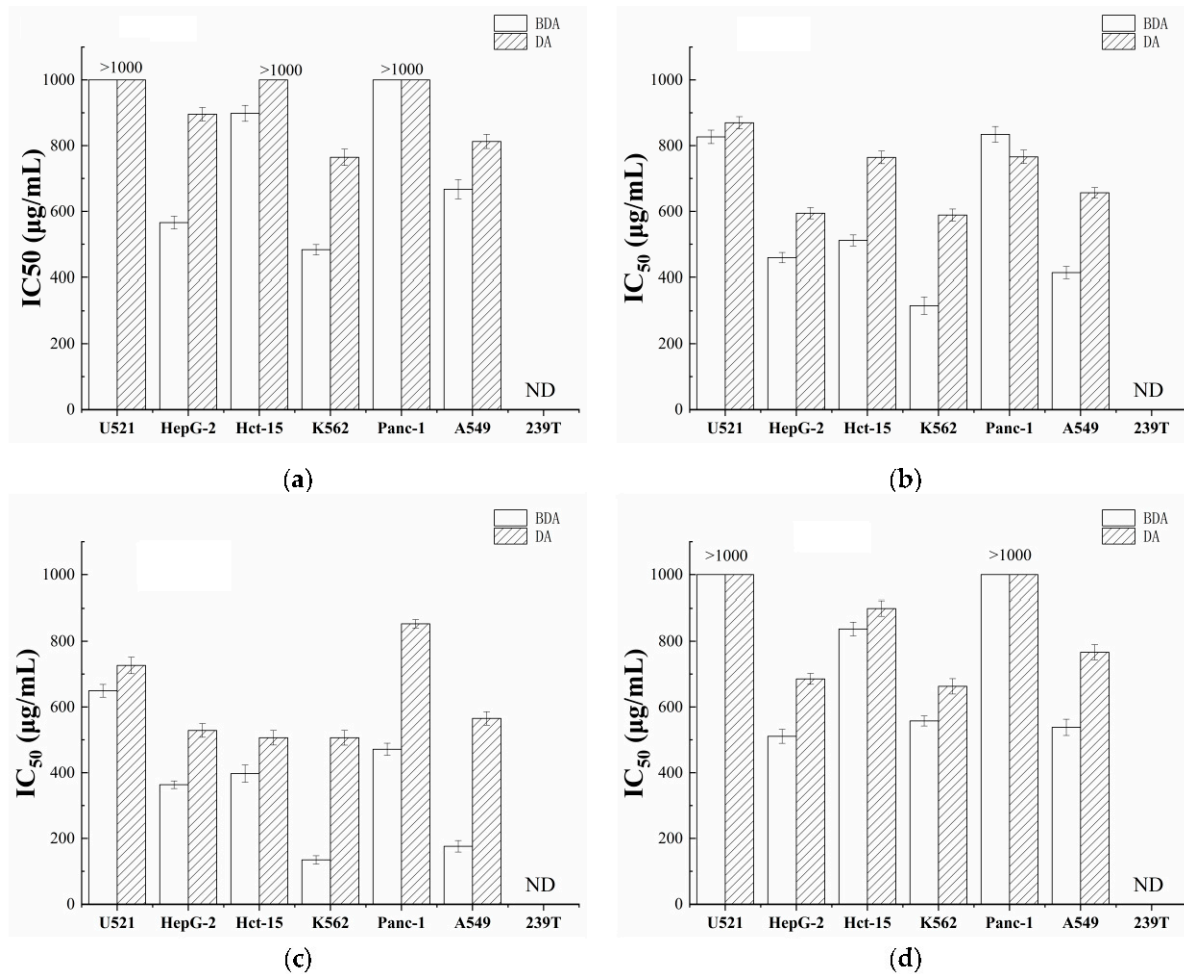 BDA
DA
>1000 >1000 >1000
1000
800
600
400
200
0
IC50 (µg/mL)
ND
U521 HepG-2 Hct-15 K562 Panc-1 A549 239T
(a)
BDA
DA
1000
800
600
400
200
0
IC50 (µg/mL)
ND
U521 HepG-2 Hct-15 K562 Panc-1 A549 239T
(b)
BDA
DA
1000
800
600
400
200
0
IC50 (µg/mL)
ND
U521 HepG-2 Hct-15 K562 Panc-1 A549 239T
(c)
BDA
DA
>1000 >1000
1000
800
600
400
200
0
IC50 (µg/mL)
ND
U521 HepG-2 Hct-15 K562 Panc-1 A549 239T
(d)